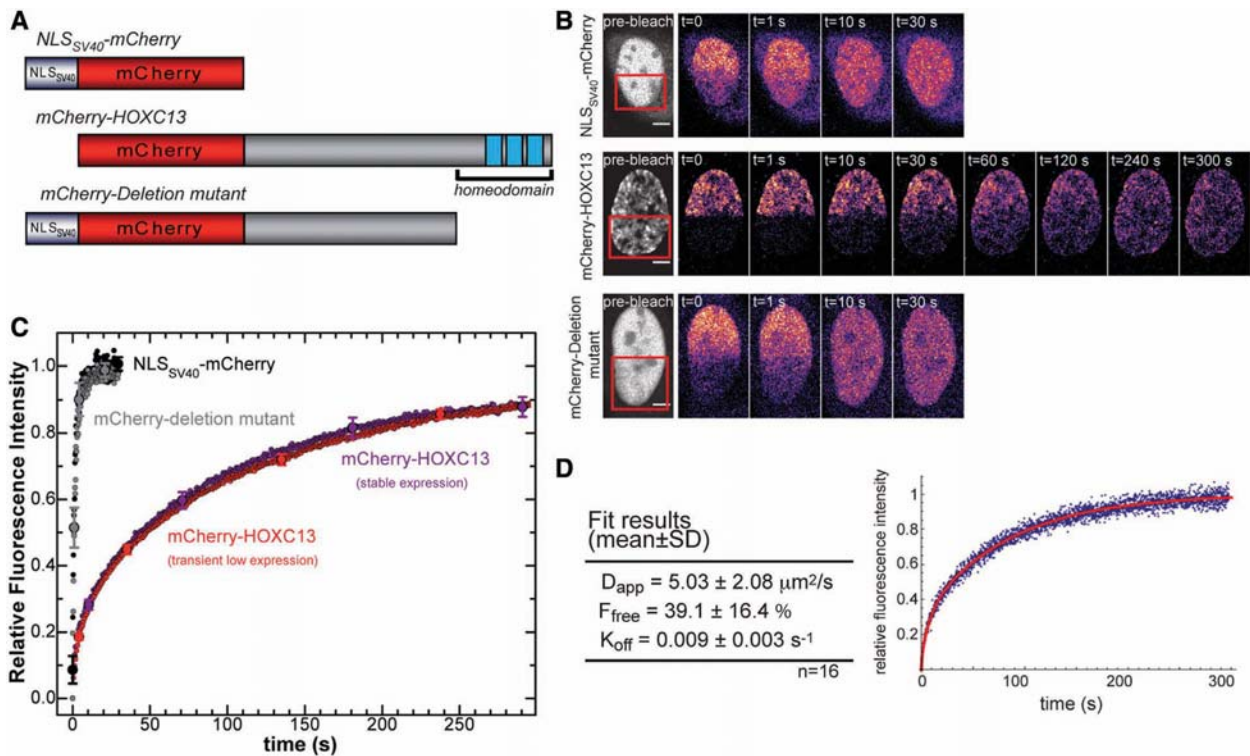 A
NLSSV40-mCherry
NLSSV40 mCherry
mCherry-HOXC13
mCherry
homeodomain
mCherry-Deletion mutant
NLSSV40 mCherry
B
NLSSV40-mCherry
pre-bleach t=0 t=1 s t=10 s t=30 s
mCherry-HOXC13
pre-bleach t=0 t=1 s t=10 s t=30 s t=60 s t=120 s t=240 s t=300 s
mCherry-Deletion
mutant
pre-bleach t=0 t=1 s t=10 s t=30 s
C
Relative Fluorescence Intensity
1.0
0.8
0.6
0.4
0.2
0.0
NLSSV40-mCherry
mCherry-deletion mutant
mCherry-HOXC13
(stable expression)
mCherry-HOXC13
(transient low expression)
0 50 100 150 200 250
time (s)
D
Fit results
(mean±SD)
Dapp = 5.03 ± 2.08 μm²/s
Ffree = 39.1 ± 16.4 %
Koff = 0.009 ± 0.003 s⁻¹
n=16
relative fluorescence intensity
1
0.8
0.6
0.4
0.2
0 100 200 300
time (s)